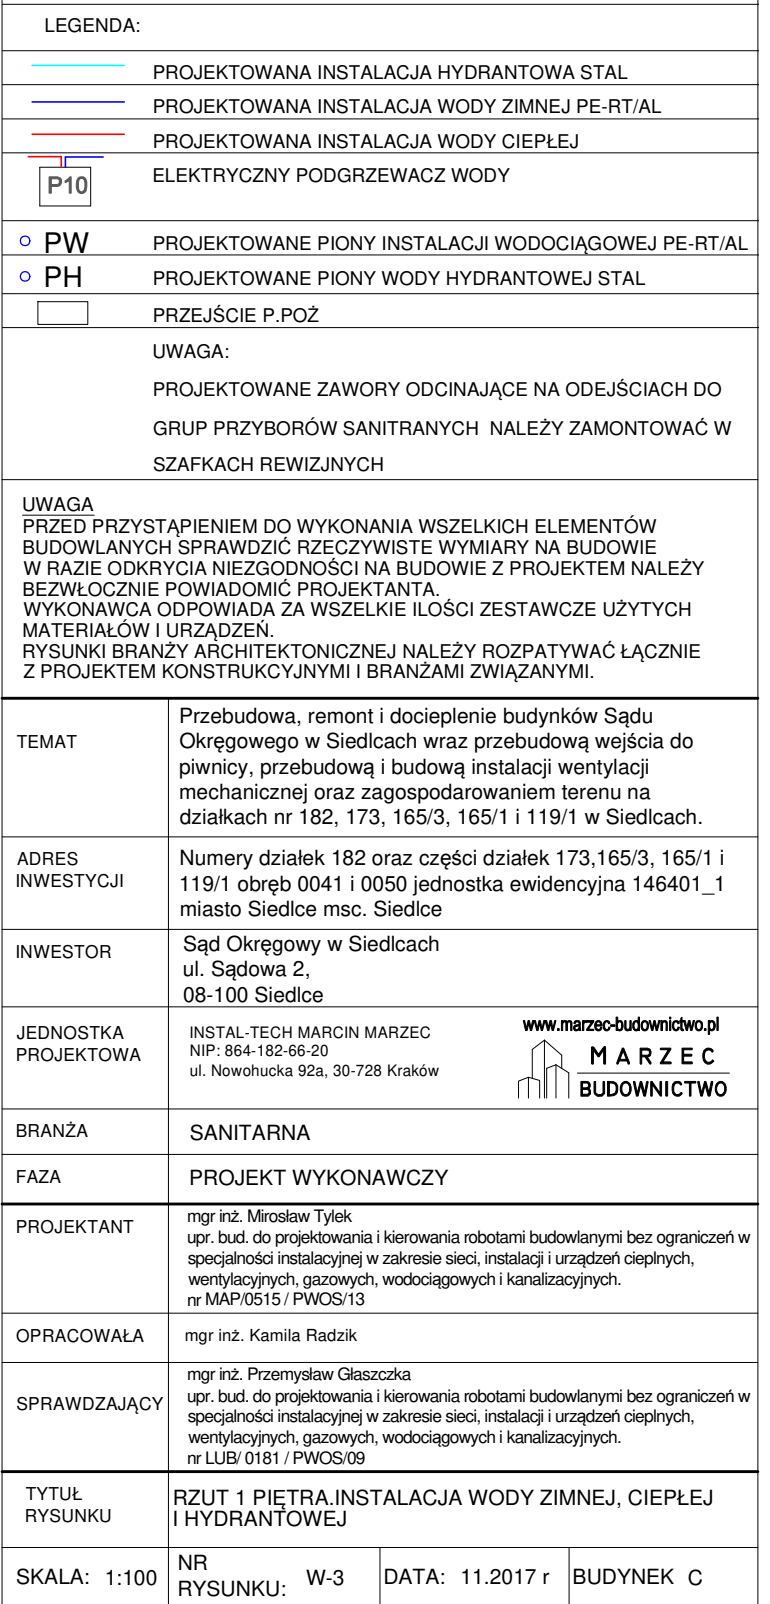 LEGENDA:
PROJEKTOWANA INSTALACJA HYDRANTOWA STAL
PROJEKTOWANA INSTALACJA WODY ZIMNEJ PE-RT/AL
PROJEKTOWANA INSTALACJA WODY CIEPŁEJ
P10 ELEKTRYCZNY PODGRZEWACZ WODY
PW PROJEKTOWANE PIONY INSTALACJI WODOCIĄGOWEJ PE-RT/AL
PH PROJEKTOWANE PIONY WODY HYDRANTOWEJ STAL
PRZEJŚCIE P.POŻ
UWAGA:
PROJEKTOWANE ZAWORY ODCINAJĄCE NA ODEJŚCIACH DO
GRUP PRZYBORÓW SANITRANYCH NALEŻY ZAMONTOWAĆ W
SZAFKACH REWIZJNYCH
UWAGA
PRZED PRZYSTĄPIENIEM DO WYKONANIA WSZELKICH ELEMENTÓW
BUDOWLANYCH SPRAWDZIĆ RZECZYWISTE WYMIARY NA BUDOWIE
W RAZIE ODKRYCIA NIEZGODNOŚCI NA BUDOWIE Z PROJEKTEM NALEŻY
BEZWŁOCZNIE POWIADOMIĆ PROJEKTANTA.
WYKONAWCA ODPOWIADA ZA WSZELKIE ILOŚCI ZESTAWCZE UŻYTYCH
MATERIAŁÓW I URZĄDZEŃ.
RYSUNKI BRANŻY ARCHITEKTONICZNEJ NALEŻY ROZPATYWAĆ ŁĄCZNIE
Z PROJEKTEM KONSTRUKCYJNYMI I BRANŻAMI ZWIĄZANYMI.
TEMAT
Przebudowa, remont i docieplenie budynków Sądu
Okręgowego w Siedlcach wraz przebudową wejścia do
piwnicy, przebudową i budową instalacji wentylacji
mechanicznej oraz zagospodarowaniem terenu na
działkach nr 182, 173, 165/3, 165/1 i 119/1 w Siedlcach.
ADRES
INWESTYCJI
Numery działek 182 oraz części działek 173,165/3, 165/1 i
119/1 obręb 0041 i 0050 jednostka ewidencyjna 146401_1
miasto Siedlce msc. Siedlce
INWESTOR
Sąd Okręgowy w Siedlcach
ul. Sądowa 2,
08-100 Siedlce
JEDNOSTKA
PROJEKTOWA
INSTAL-TECH MARCIN MARZEC
NIP: 864-182-66-20
ul. Nowohucka 92a, 30-728 Kraków
www.marzec-budownictwo.pl
MARZEC
BUDOWNICTWO
BRANŻA SANITARNA
FAZA PROJEKT WYKONAWCZY
PROJEKTANT
mgr inż. Mirosław Tylek
upr. bud. do projektowania i kierowania robotami budowlanymi bez ograniczeń w
specjalności instalacyjnej w zakresie sieci, instalacji i urządzeń cieplnych,
wentylacyjnych, gazowych, wodociągowych i kanalizacyjnych.
nr MAP/0515 / PWOS/13
OPRACOWAŁA mgr inż. Kamila Radzik
SPRAWDZAJĄCY
mgr inż. Przemysław Głaszczka
upr. bud. do projektowania i kierowania robotami budowlanymi bez ograniczeń w
specjalności instalacyjnej w zakresie sieci, instalacji i urządzeń cieplnych,
wentylacyjnych, gazowych, wodociągowych i kanalizacyjnych.
nr LUB/ 0181 / PWOS/09
TYTUŁ
RYSUNKU
RZUT 1 PIĘTRA.INSTALACJA WODY ZIMNEJ, CIEPŁEJ
I HYDRANTOWEJ
SKALA: 1:100
NR
RYSUNKU: W-3
DATA: 11.2017 r
BUDYNEK C